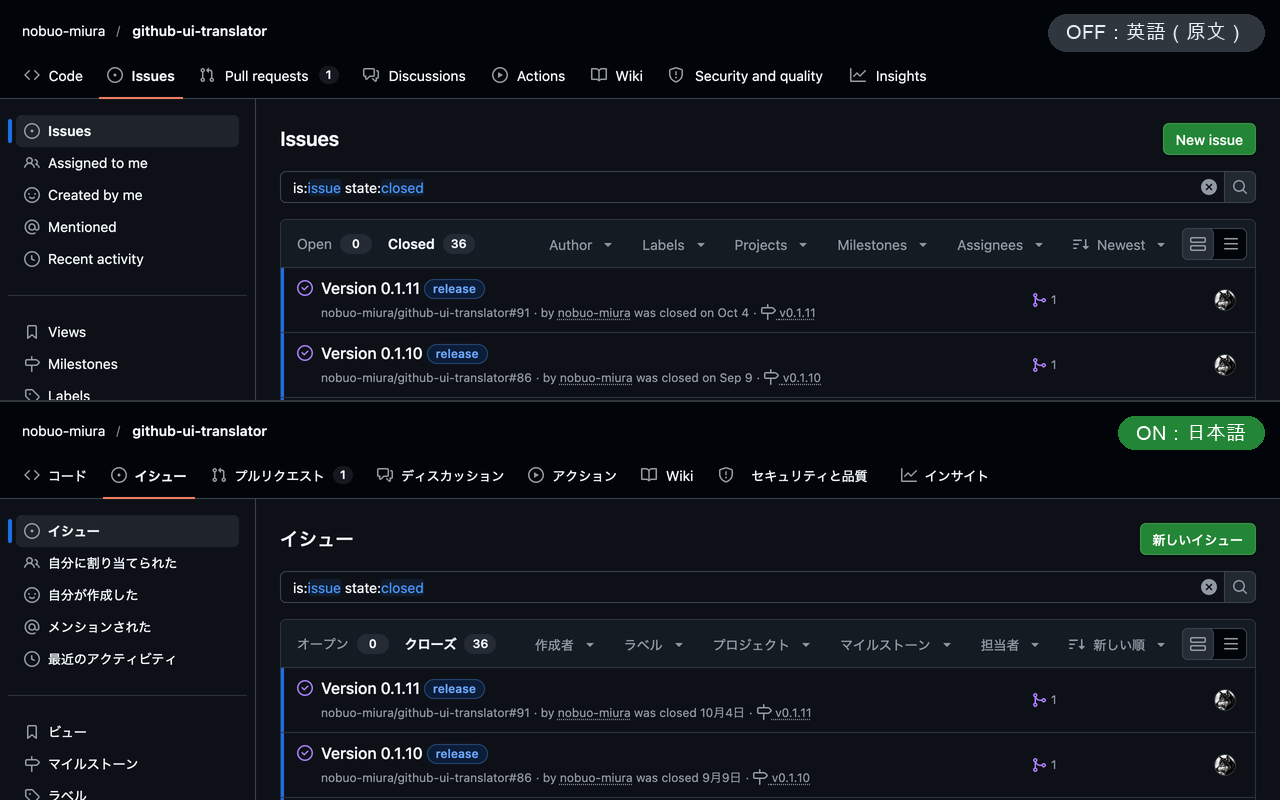 nobuo-miura / github-ui-translator
OFF：英語（原文）
Code Issues Pull requests 1 Discussions Actions Wiki Security and quality Insights
Issues
Assigned to me
Created by me
Mentioned
Recent activity
Views
Milestones
Labels
Issues
New issue
is:issue state:closed
Open 0 Closed 36 Author Labels Projects Milestones Assignees Newest
Version 0.1.11 release
nobuo-miura/github-ui-translator#91 · by nobuo-miura was closed on Oct 4 · v0.1.11
1
Version 0.1.10 release
nobuo-miura/github-ui-translator#86 · by nobuo-miura was closed on Sep 9 · v0.1.10
1
nobuo-miura / github-ui-translator
ON：日本語
コード イシュー プルリクエスト 1 ディスカッション アクション Wiki セキュリティと品質 インサイト
イシュー
自分に割り当てられた
自分が作成した
メンションされた
最近のアクティビティ
ビュー
マイルストーン
ラベル
イシュー
新しいイシュー
is:issue state:closed
オープン 0 クローズ 36 作成者 ラベル プロジェクト マイルストーン 担当者 新しい順
Version 0.1.11 release
nobuo-miura/github-ui-translator#91 · by nobuo-miura was closed 10月4日 · v0.1.11
1
Version 0.1.10 release
nobuo-miura/github-ui-translator#86 · by nobuo-miura was closed 9月9日 · v0.1.10
1